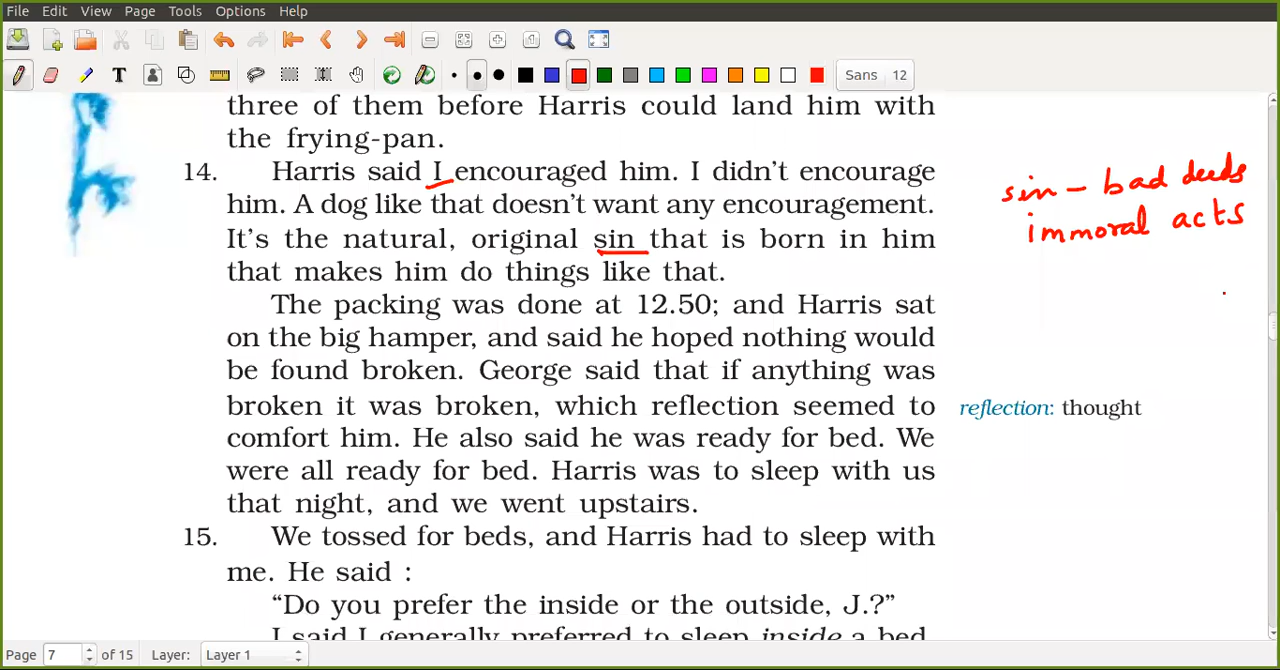 File Edit View Page Tools Options Help
T
Sans 12
three of them before Harris could land him with
the frying-pan.
14. Harris said I encouraged him. I didn't encourage
him. A dog like that doesn't want any encouragement.
It's the natural, original sin that is born in him
that makes him do things like that.
sin - bad deeds
immoral acts
The packing was done at 12.50; and Harris sat
on the big hamper, and said he hoped nothing would
be found broken. George said that if anything was
broken it was broken, which reflection seemed to
reflection: thought
comfort him. He also said he was ready for bed. We
were all ready for bed. Harris was to sleep with us
that night, and we went upstairs.
15. We tossed for beds, and Harris had to sleep with
me. He said :
“Do you prefer the inside or the outside, J.?”
I said I generally preferred to sleep inside a bed.
Page 7 of 15 Layer: Layer 1